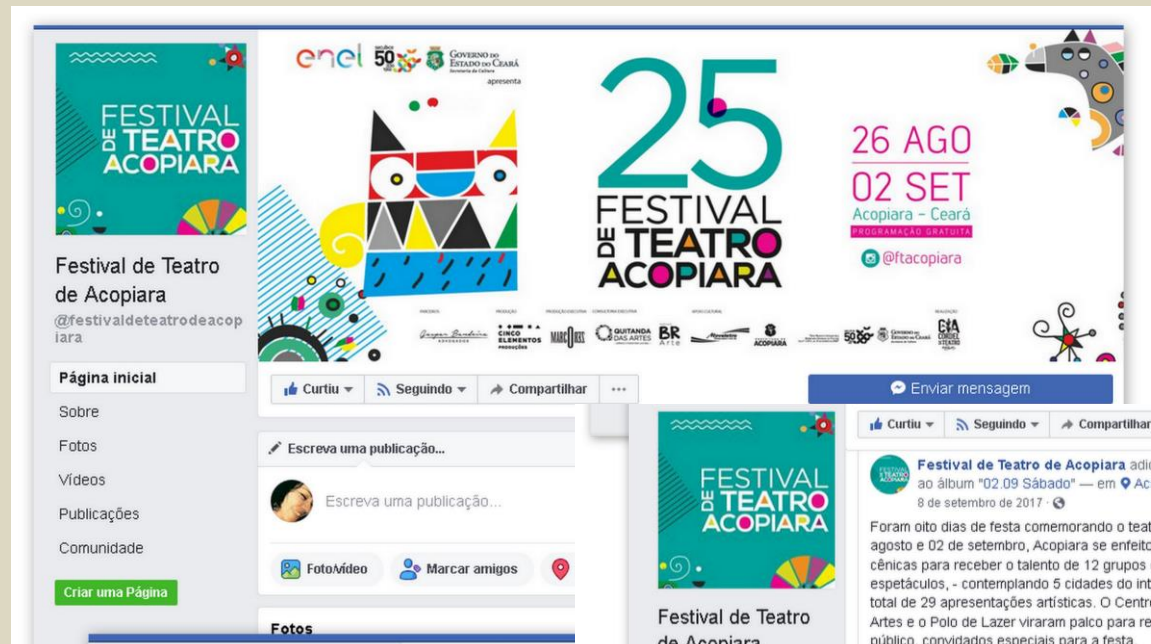 FESTIVAL
DE TEATRO
ACOPIARA
Festival de Teatro
de Acopiara
@festivaldeteatrodeacop
iara
Página inicial
Sobre
Fotos
Vídeos
Publicações
Comunidade
Criar uma Página
enel
50
GOVERNO DO
ESTADO DO CEARÁ
Secretaria da Cultura
apresenta
25
FESTIVAL
DE TEATRO
ACOPIARA
26 AGO
02 SET
Acopiara - Ceará
PROGRAMAÇÃO GRATUITA
@ftacopiara
CINCO
ELEMENTOS
PRODUÇÕES
QUITANDA
DAS ARTES
BR
Arte
ACOPIARA
50
Curtiu
Seguindo
Compartilhar
Enviar mensagem
Escreva uma publicação...
Escreva uma publicação...
Foto/vídeo
Marcar amigos
Fotos
FESTIVAL
DE TEATRO
ACOPIARA
Festival de Teatro
de Acopiara
Curtiu
Seguindo
Compartilhar
Festival de Teatro de Acopiara adic
ao álbum "02.09 Sábado" — em Ac
8 de setembro de 2017 ·
Foram oito dias de festa comemorando o teat
agosto e 02 de setembro, Acopiara se enfeito
cênicas para receber o talento de 12 grupos
espetáculos, - contemplando 5 cidades do int
total de 29 apresentações artísticas. O Centro
Artes e o Polo de Lazer viraram palco para re
público, convidados especiais para a festa